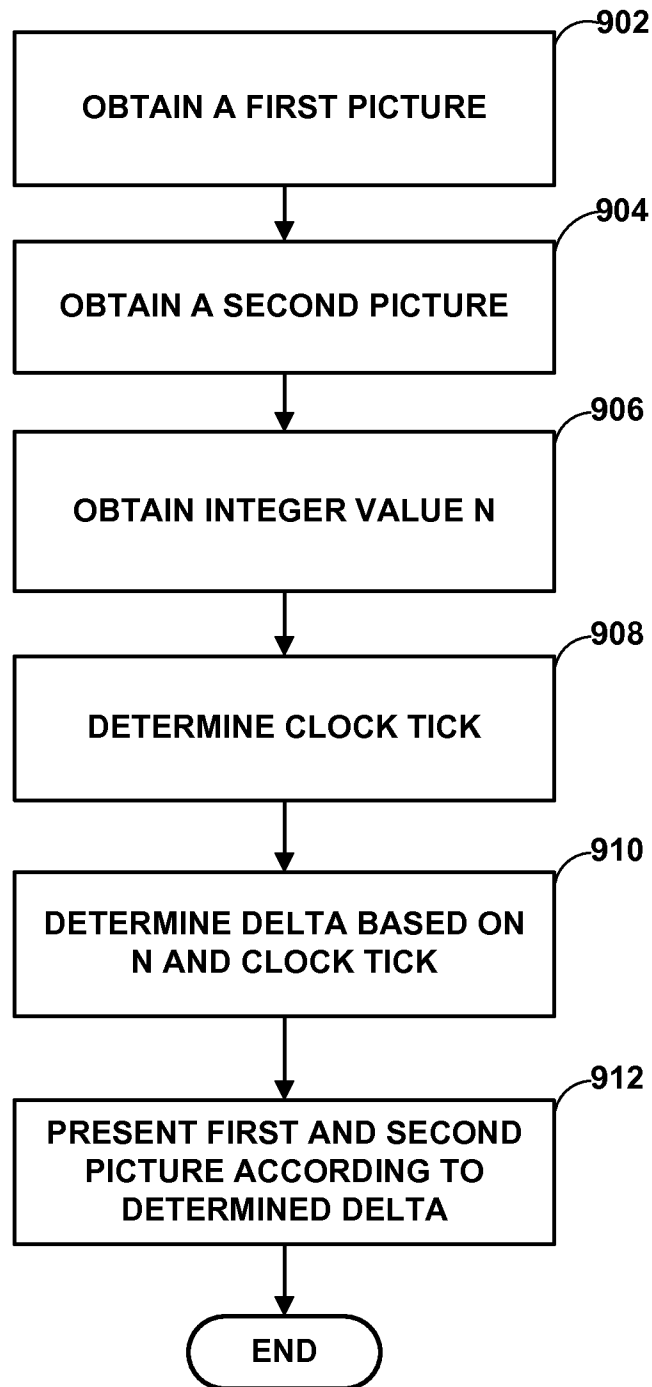 902
OBTAIN A FIRST PICTURE
904
OBTAIN A SECOND PICTURE
906
OBTAIN INTEGER VALUE N
908
DETERMINE CLOCK TICK
910
DETERMINE DELTA BASED ON
N AND CLOCK TICK
912
PRESENT FIRST AND SECOND
PICTURE ACCORDING TO
DETERMINED DELTA
END